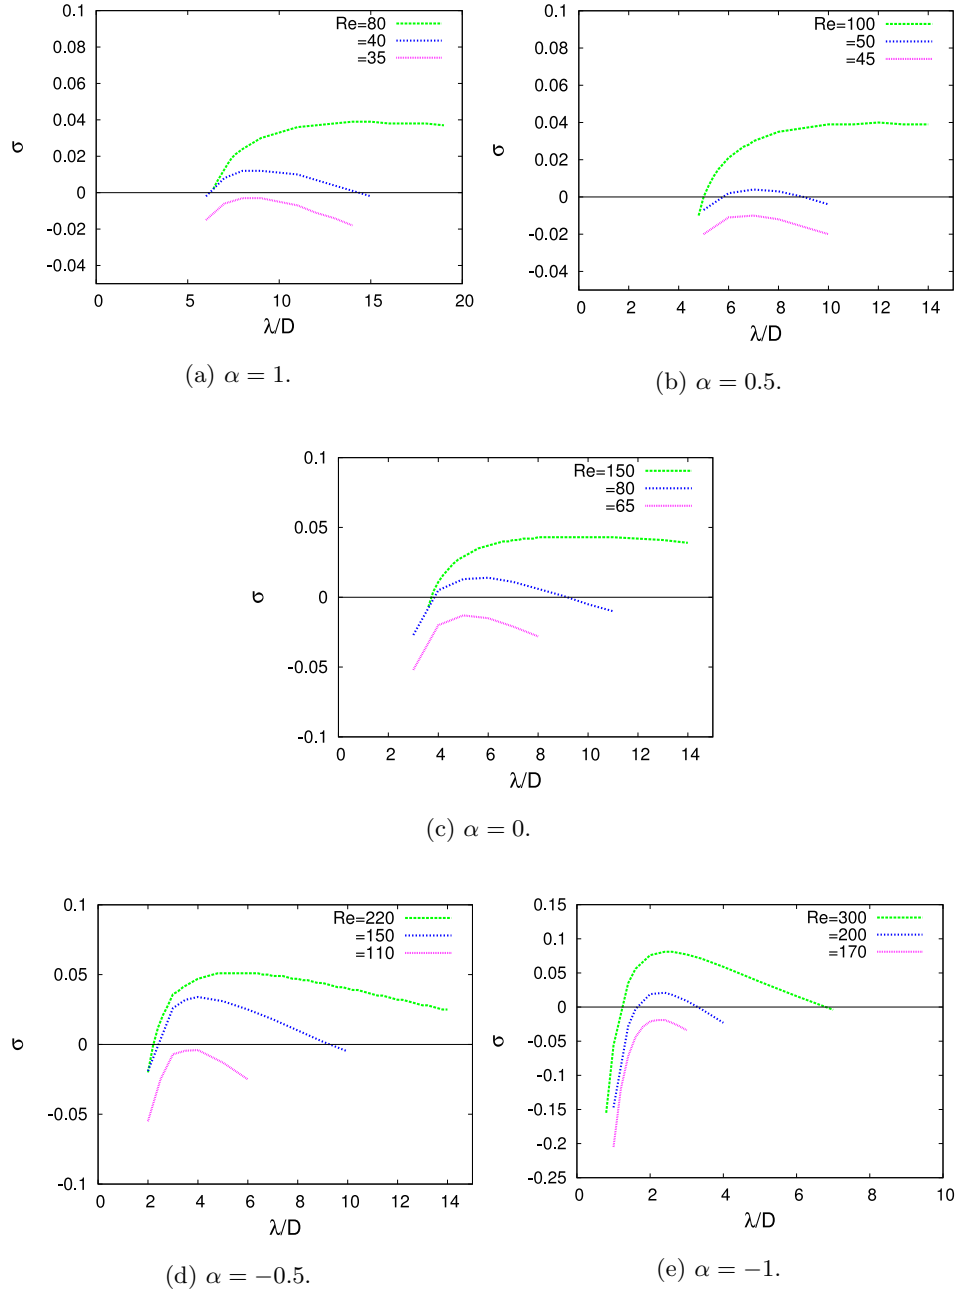 0.1
0.08
0.06
0.04
0.02
0
-0.02
-0.04
σ
0 5 10 15 20
λ/D
Re=80
=40
=35
(a) α = 1.
0.1
0.08
0.06
0.04
0.02
0
-0.02
-0.04
σ
0 2 4 6 8 10 12 14
λ/D
Re=100
=50
=45
(b) α = 0.5.
0.1
0.05
0
-0.05
-0.1
σ
0 2 4 6 8 10 12 14
λ/D
Re=150
=80
=65
(c) α = 0.
0.1
0.05
0
-0.05
-0.1
σ
0 2 4 6 8 10 12 14
λ/D
Re=220
=150
=110
(d) α = −0.5.
0.15
0.1
0.05
0
-0.05
-0.1
-0.15
-0.2
-0.25
σ
0 2 4 6 8 10
λ/D
Re=300
=200
=170
(e) α = −1.